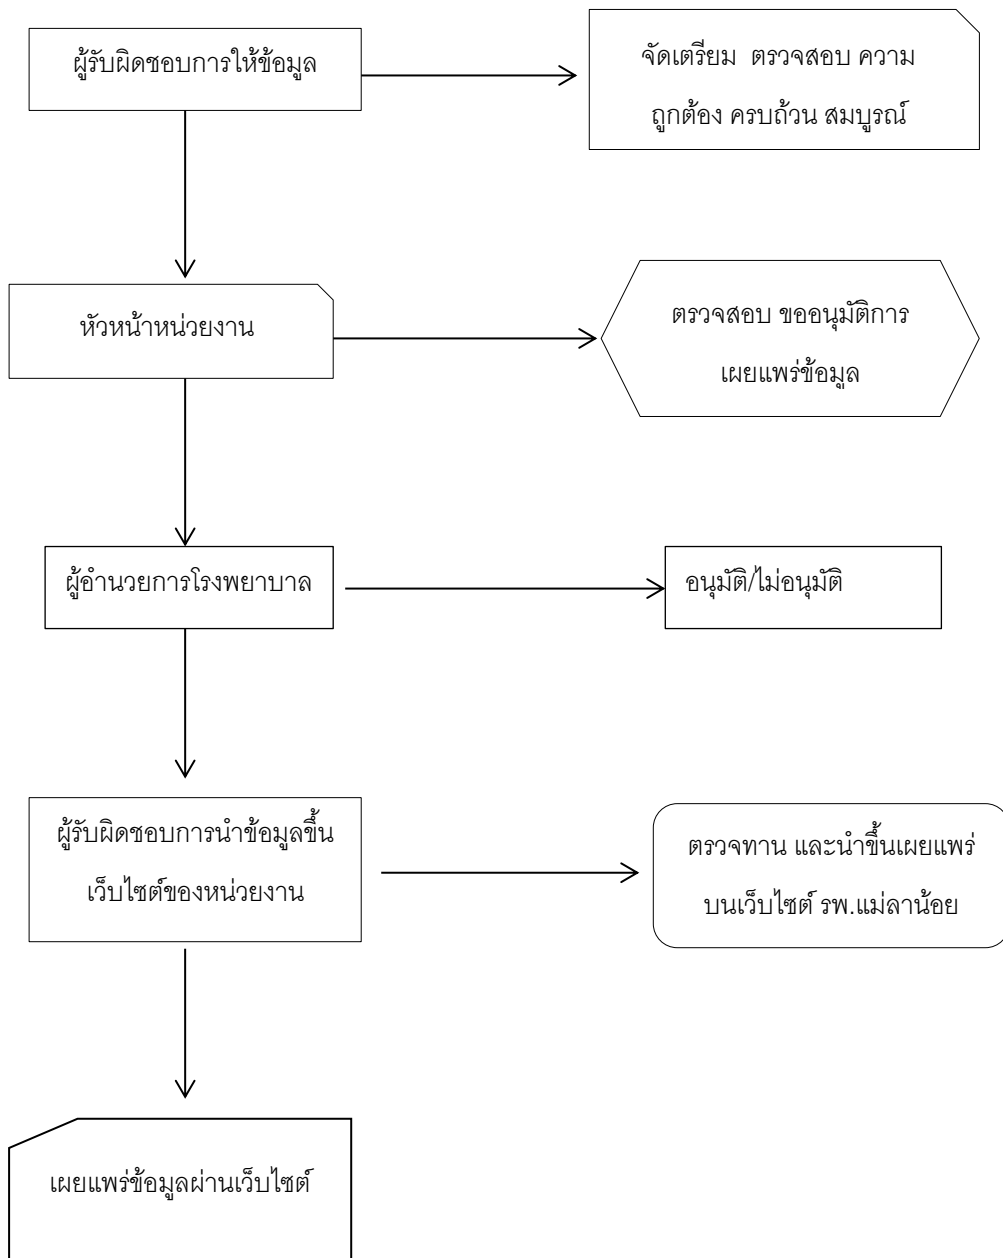 ผู้รับผิดชอบการให้ข้อมูล
จัดเตรียม ตรวจสอบ ความ
ถูกต้อง ครบถ้วน สมบูรณ์
หัวหน้าหน่วยงาน
ตรวจสอบ ขออนุมัติการ
เผยแพร่ข้อมูล
ผู้อำนวยการโรงพยาบาล
อนุมัติ/ไม่อนุมัติ
ผู้รับผิดชอบการนำข้อมูลขึ้น
เว็บไซต์ของหน่วยงาน
ตรวจทาน และนำขึ้นเผยแพร่
บนเว็บไซต์ รพ.แม่ลาน้อย
เผยแพร่ข้อมูลผ่านเว็บไซต์